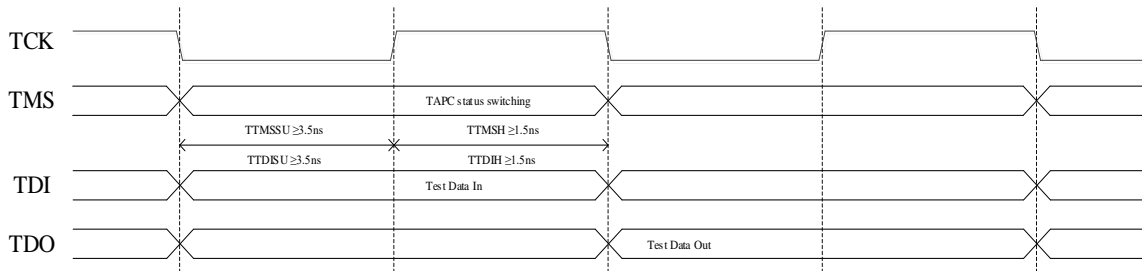 TCK
TMS
TAPC status switching
TTMSSU ≥3.5ns
TTMSH ≥1.5ns
TTDISU ≥3.5ns
TTDIH ≥1.5ns
TDI
Test Data In
TDO
Test Data Out